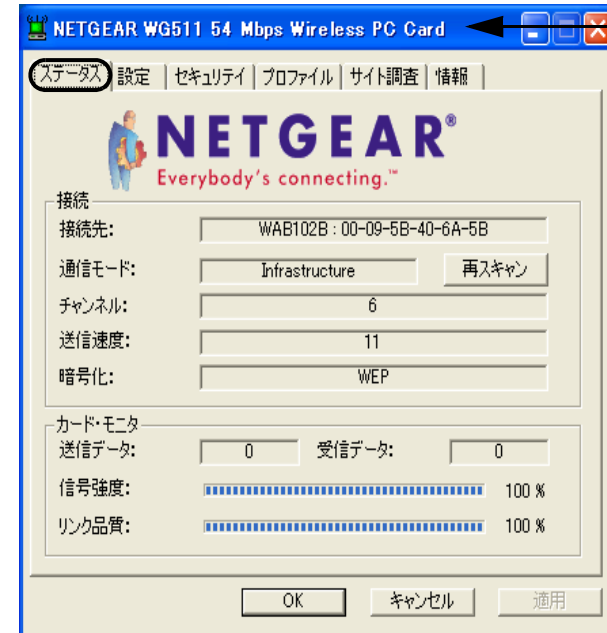 NETGEAR WG511 54 Mbps Wireless PC Card
ステータス 設定 セキュリテイ プロファイル サイト調査 情報
NETGEAR®
Everybody's connecting.™
接続
接続先: WAB102B : 00-09-5B-40-6A-5B
通信モード: Infrastructure 再スキャン
チャンネル: 6
送信速度: 11
暗号化: WEP
カード・モニタ
送信データ: 0 受信データ: 0
信号強度: 100 %
リンク品質: 100 %
OK キャンセル 適用